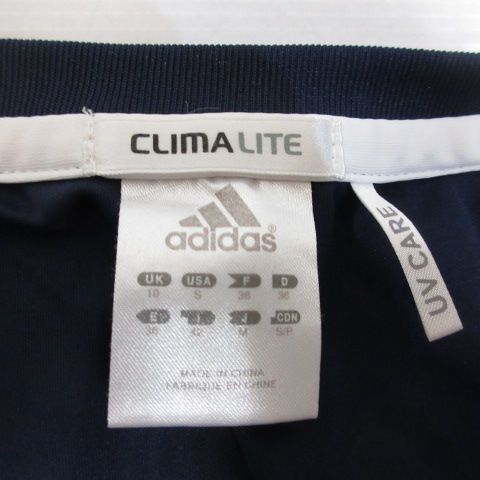 CLIMALITE
adidas
UK USA F D
10 S 36 36
E I J CDN
38 42 M S/P
MADE IN CHINA
FABRIQUÉ EN CHINE
UV CARE